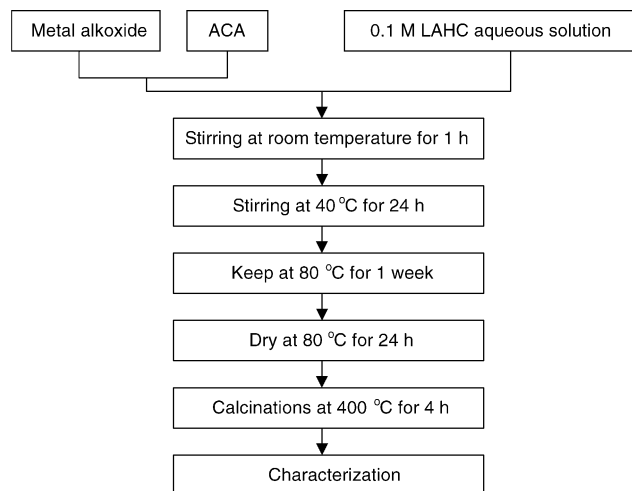 Metal alkoxide
ACA
0.1 M LAHC aqueous solution
Stirring at room temperature for 1 h
Stirring at 40 °C for 24 h
Keep at 80 °C for 1 week
Dry at 80 °C for 24 h
Calcinations at 400 °C for 4 h
Characterization